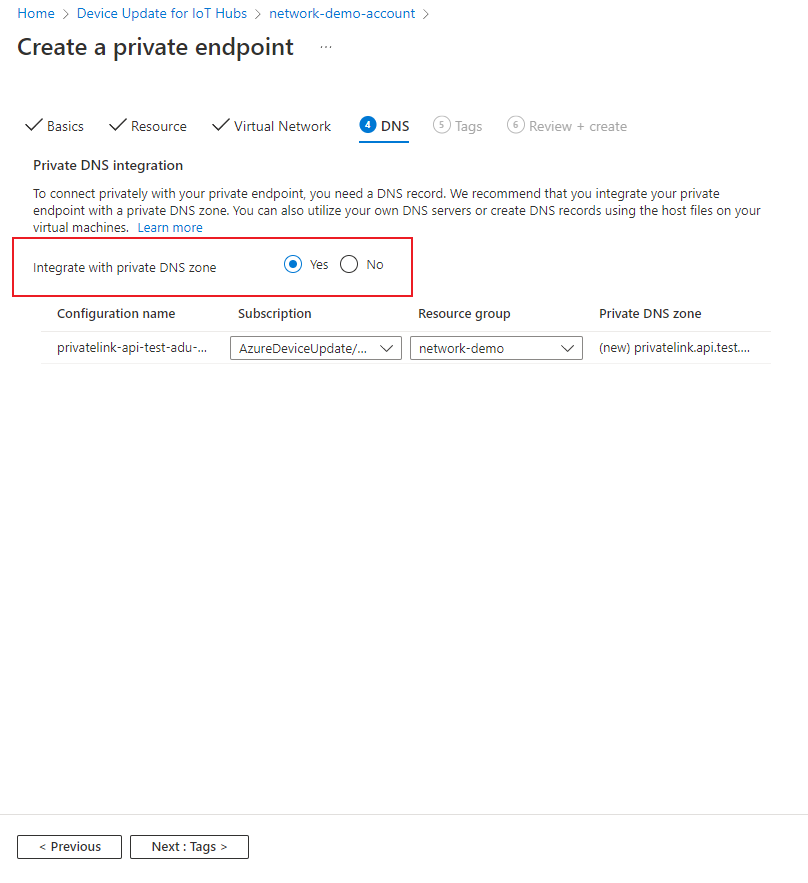 Home > Device Update for IoT Hubs > network-demo-account >
Create a private endpoint ...
Basics Resource Virtual Network 4 DNS 5 Tags 6 Review + create
Private DNS integration
To connect privately with your private endpoint, you need a DNS record. We recommend that you integrate your private
endpoint with a private DNS zone. You can also utilize your own DNS servers or create DNS records using the host files on your
virtual machines. Learn more
Integrate with private DNS zone Yes No
Configuration name Subscription Resource group Private DNS zone
privatelink-api-test-adu-... AzureDeviceUpdate/... network-demo (new) privatelink.api.test....
< Previous Next : Tags >